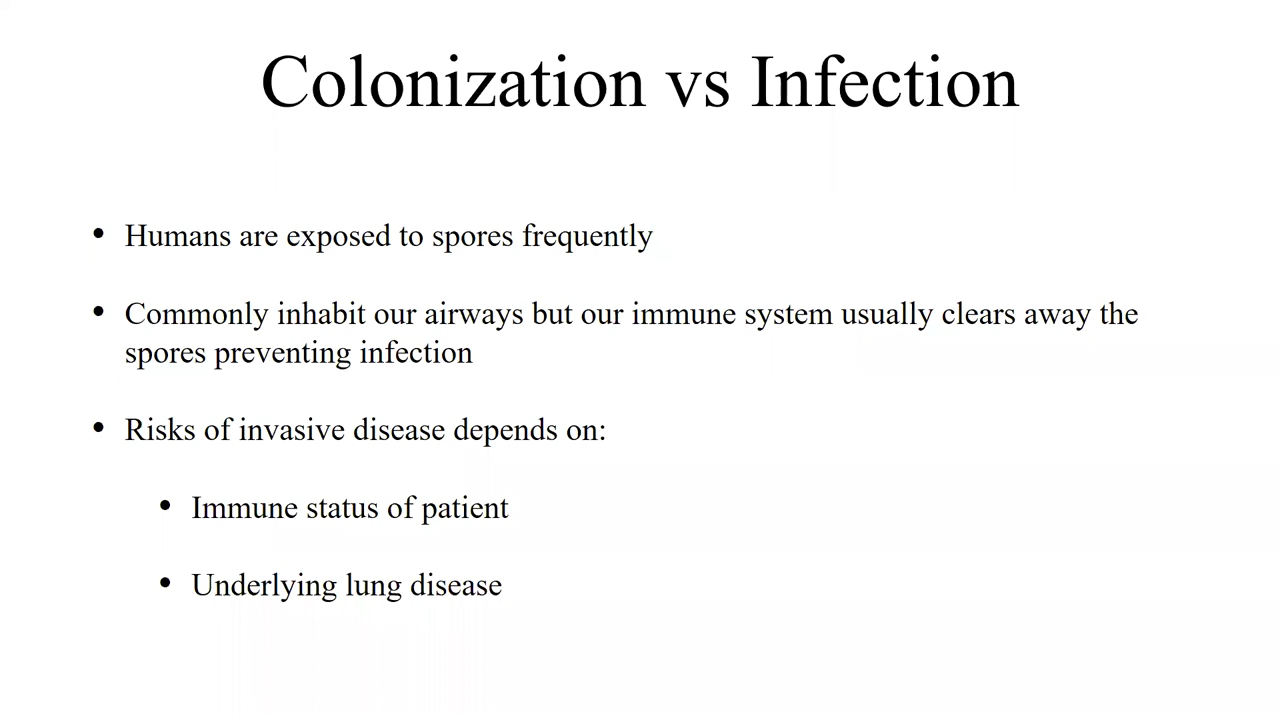 Colonization vs Infection
• Humans are exposed to spores frequently
• Commonly inhabit our airways but our immune system usually clears away the
spores preventing infection
• Risks of invasive disease depends on:
• Immune status of patient
• Underlying lung disease